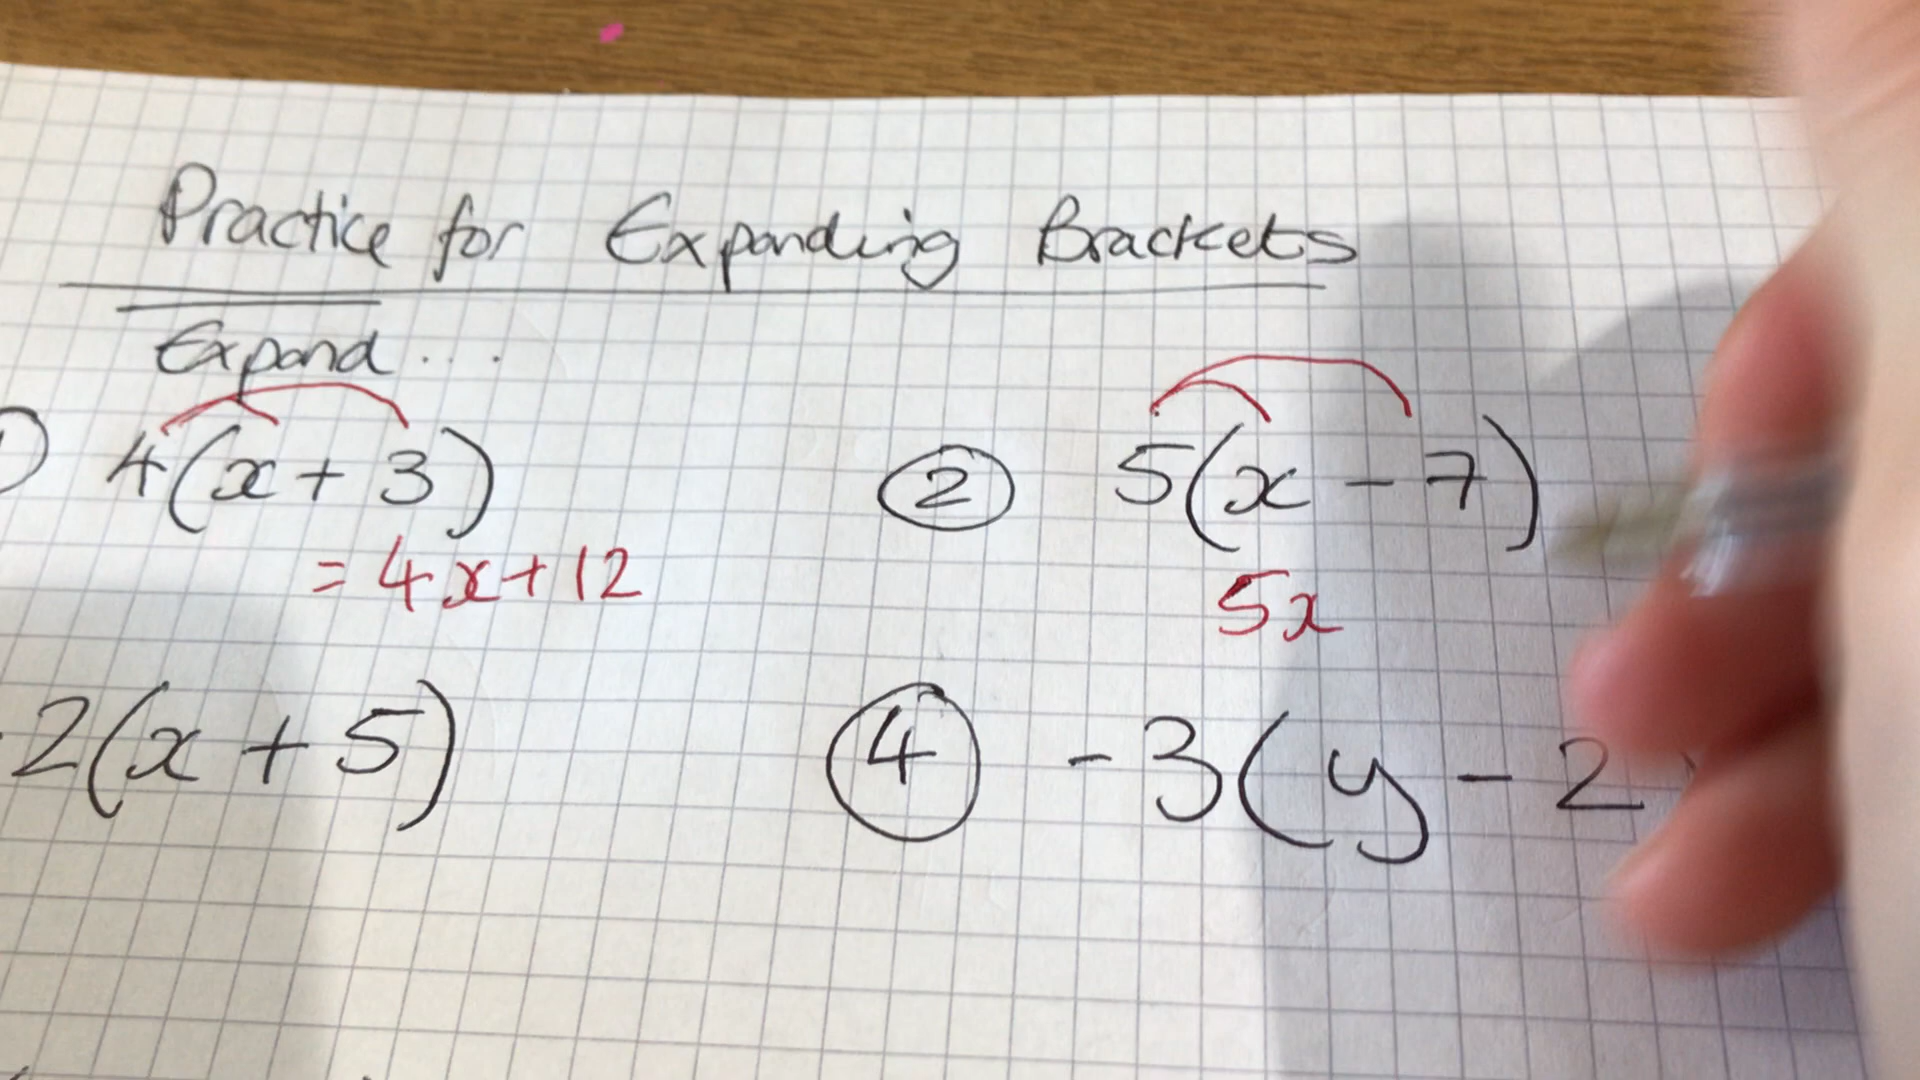 Practice for Expanding Brackets
Expand...
4(x + 3)
= 4x + 12
② 5(x - 7)
5x
2(x + 5)
④ -3(y - 2